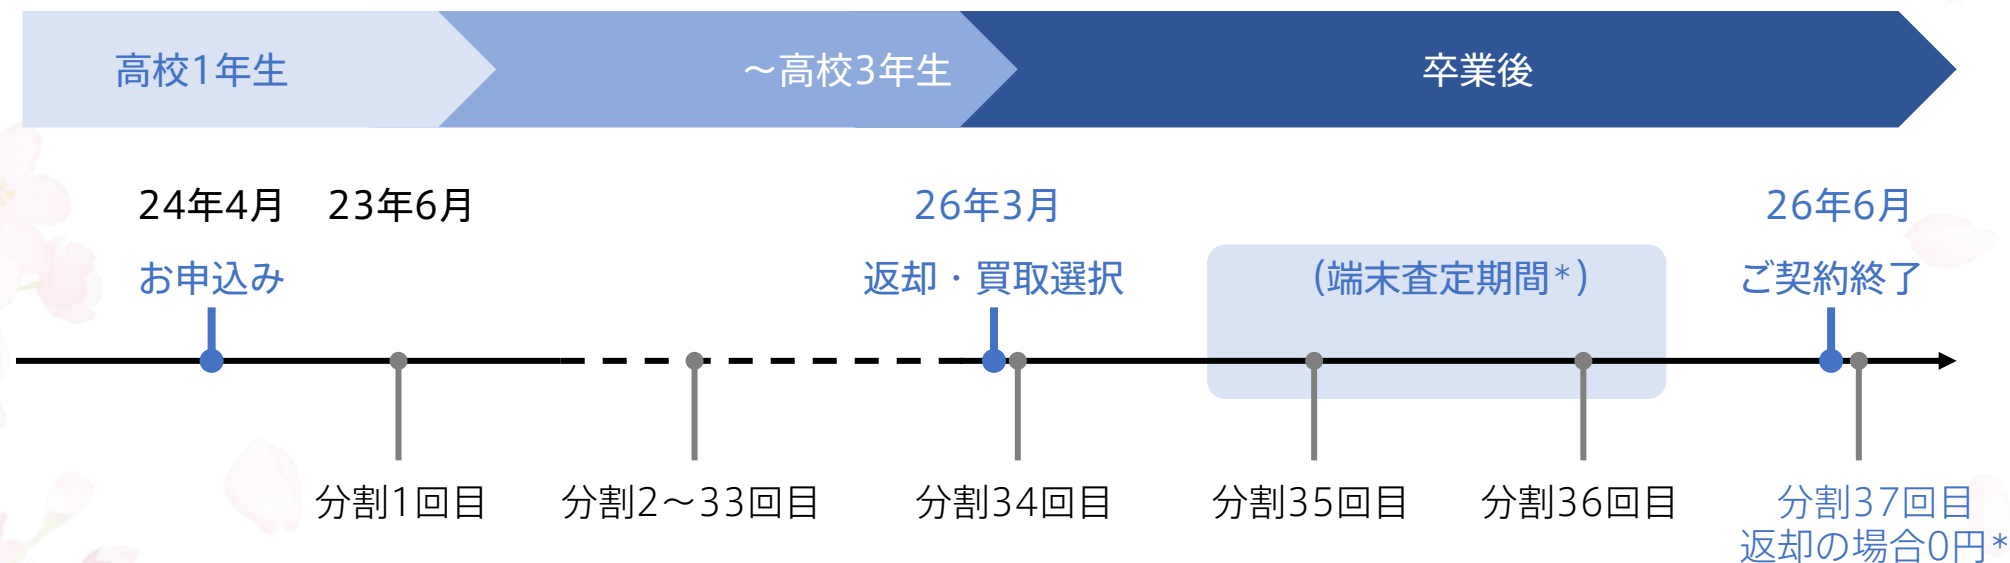 高校1年生
～高校3年生
卒業後
24年4月
23年6月
26年3月
26年6月
お申込み
返却・買取選択
(端末査定期間*)
ご契約終了
分割1回目
分割2～33回目
分割34回目
分割35回目
分割36回目
分割37回目
返却の場合0円*